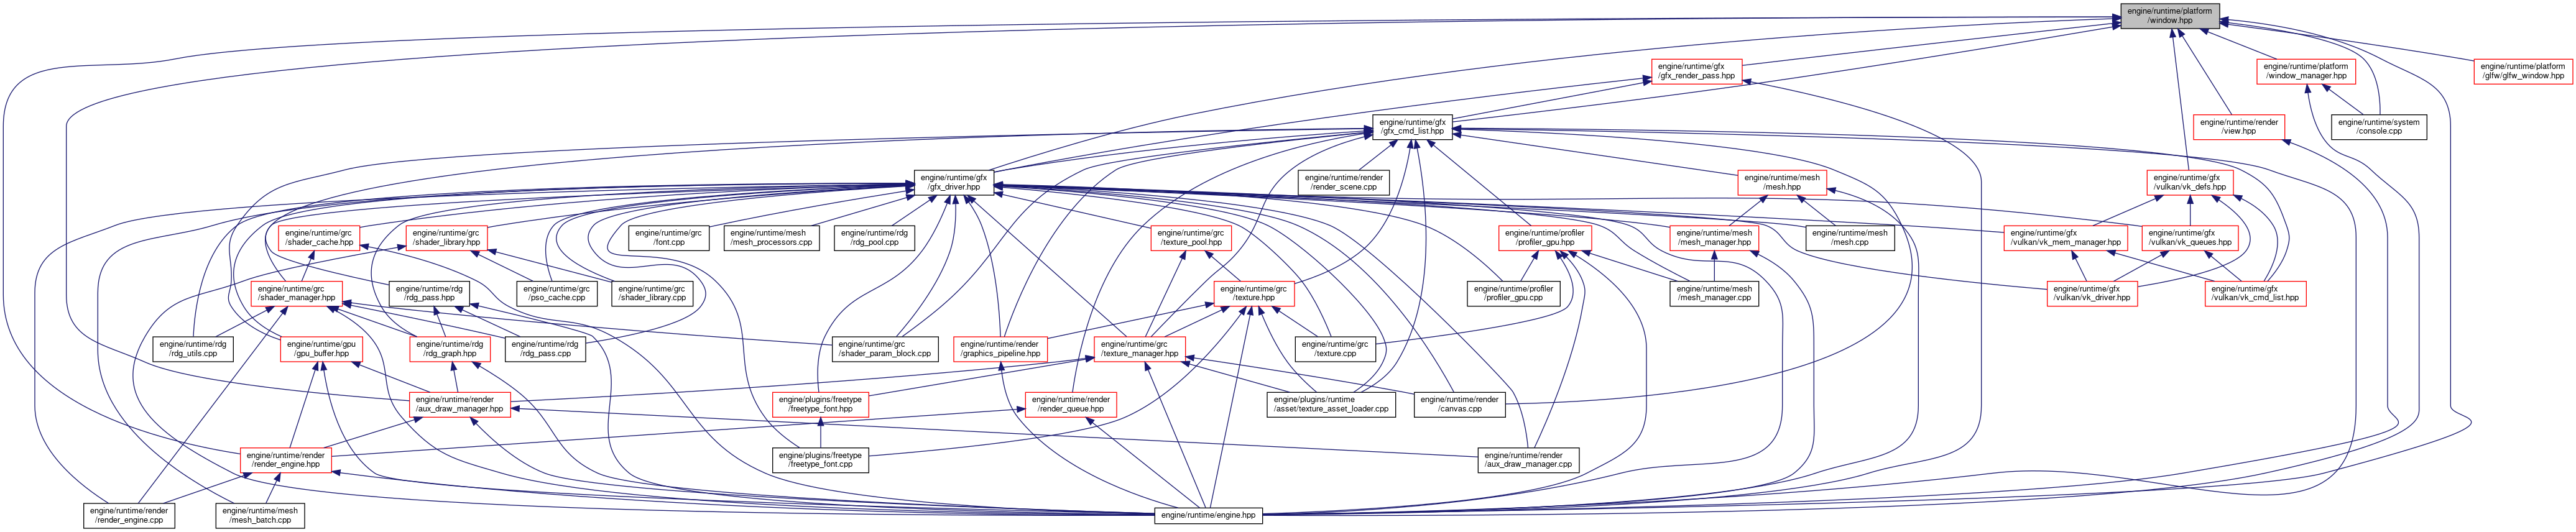 engine/runtime/platform
/window.hpp
engine/runtime/gfx
/gfx_render_pass.hpp
engine/runtime/platform
/window_manager.hpp
engine/runtime/platform
/glfw/glfw_window.hpp
engine/runtime/gfx
/gfx_cmd_list.hpp
engine/runtime/render
/view.hpp
engine/runtime/system
/console.cpp
engine/runtime/gfx
/gfx_driver.hpp
engine/runtime/render
/render_scene.cpp
engine/runtime/mesh
/mesh.hpp
engine/runtime/gfx
/vulkan/vk_defs.hpp
engine/runtime/grc
/shader_cache.hpp
engine/runtime/grc
/shader_library.hpp
engine/runtime/grc
/font.cpp
engine/runtime/mesh
/mesh_processors.cpp
engine/runtime/rdg
/rdg_pool.cpp
engine/runtime/grc
/texture_pool.hpp
engine/runtime/profiler
/profiler_gpu.hpp
engine/runtime/mesh
/mesh_manager.hpp
engine/runtime/mesh
/mesh.cpp
engine/runtime/gfx
/vulkan/vk_mem_manager.hpp
engine/runtime/gfx
/vulkan/vk_queues.hpp
engine/runtime/grc
/shader_manager.hpp
engine/runtime/rdg
/rdg_pass.hpp
engine/runtime/grc
/pso_cache.cpp
engine/runtime/grc
/shader_library.cpp
engine/runtime/grc
/texture.hpp
engine/runtime/profiler
/profiler_gpu.cpp
engine/runtime/mesh
/mesh_manager.cpp
engine/runtime/gfx
/vulkan/vk_driver.hpp
engine/runtime/gfx
/vulkan/vk_cmd_list.hpp
engine/runtime/rdg
/rdg_utils.cpp
engine/runtime/gpu
/gpu_buffer.hpp
engine/runtime/rdg
/rdg_graph.hpp
engine/runtime/rdg
/rdg_pass.cpp
engine/runtime/grc
/shader_param_block.cpp
engine/runtime/render
/graphics_pipeline.hpp
engine/runtime/grc
/texture_manager.hpp
engine/runtime/grc
/texture.cpp
engine/runtime/render
/aux_draw_manager.hpp
engine/plugins/freetype
/freetype_font.hpp
engine/runtime/render
/render_queue.hpp
engine/plugins/runtime
/asset/texture_asset_loader.cpp
engine/runtime/render
/canvas.cpp
engine/runtime/render
/render_engine.hpp
engine/plugins/freetype
/freetype_font.cpp
engine/runtime/render
/aux_draw_manager.cpp
engine/runtime/render
/render_engine.cpp
engine/runtime/mesh
/mesh_batch.cpp
engine/runtime/engine.hpp